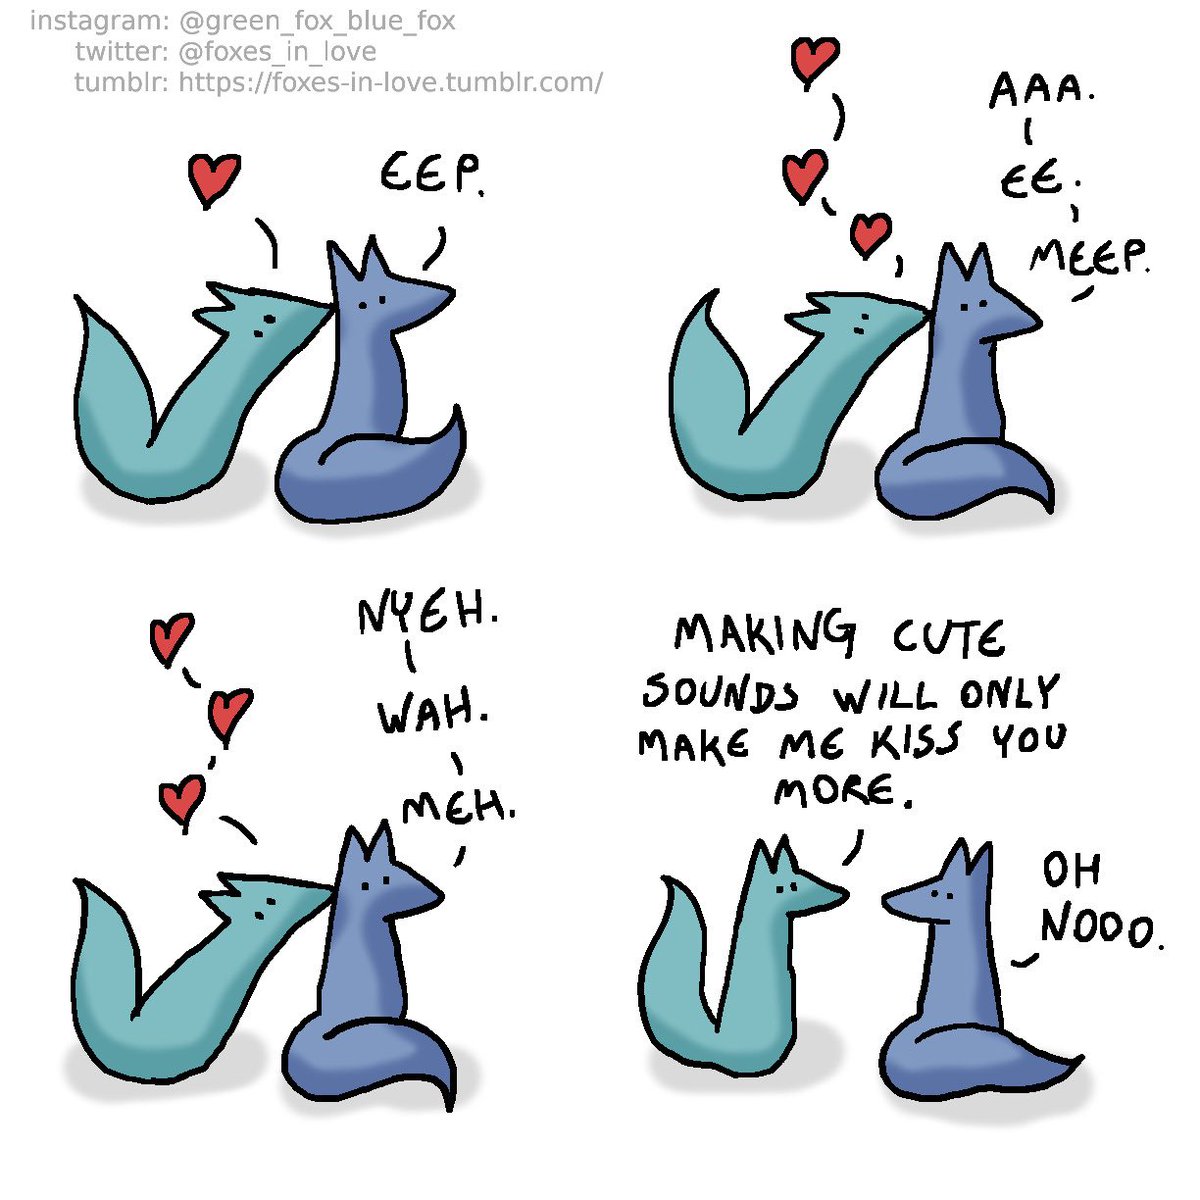 instagram: @green_fox_blue_fox
twitter: @foxes_in_love
tumblr: https://foxes-in-love.tumblr.com/
EEP.
AAA.
EE.
MEEP.
NYEH.
WAH.
MEH.
MAKING CUTE
SOUNDS WILL ONLY
MAKE ME KISS YOU
MORE.
OH
NOOO.